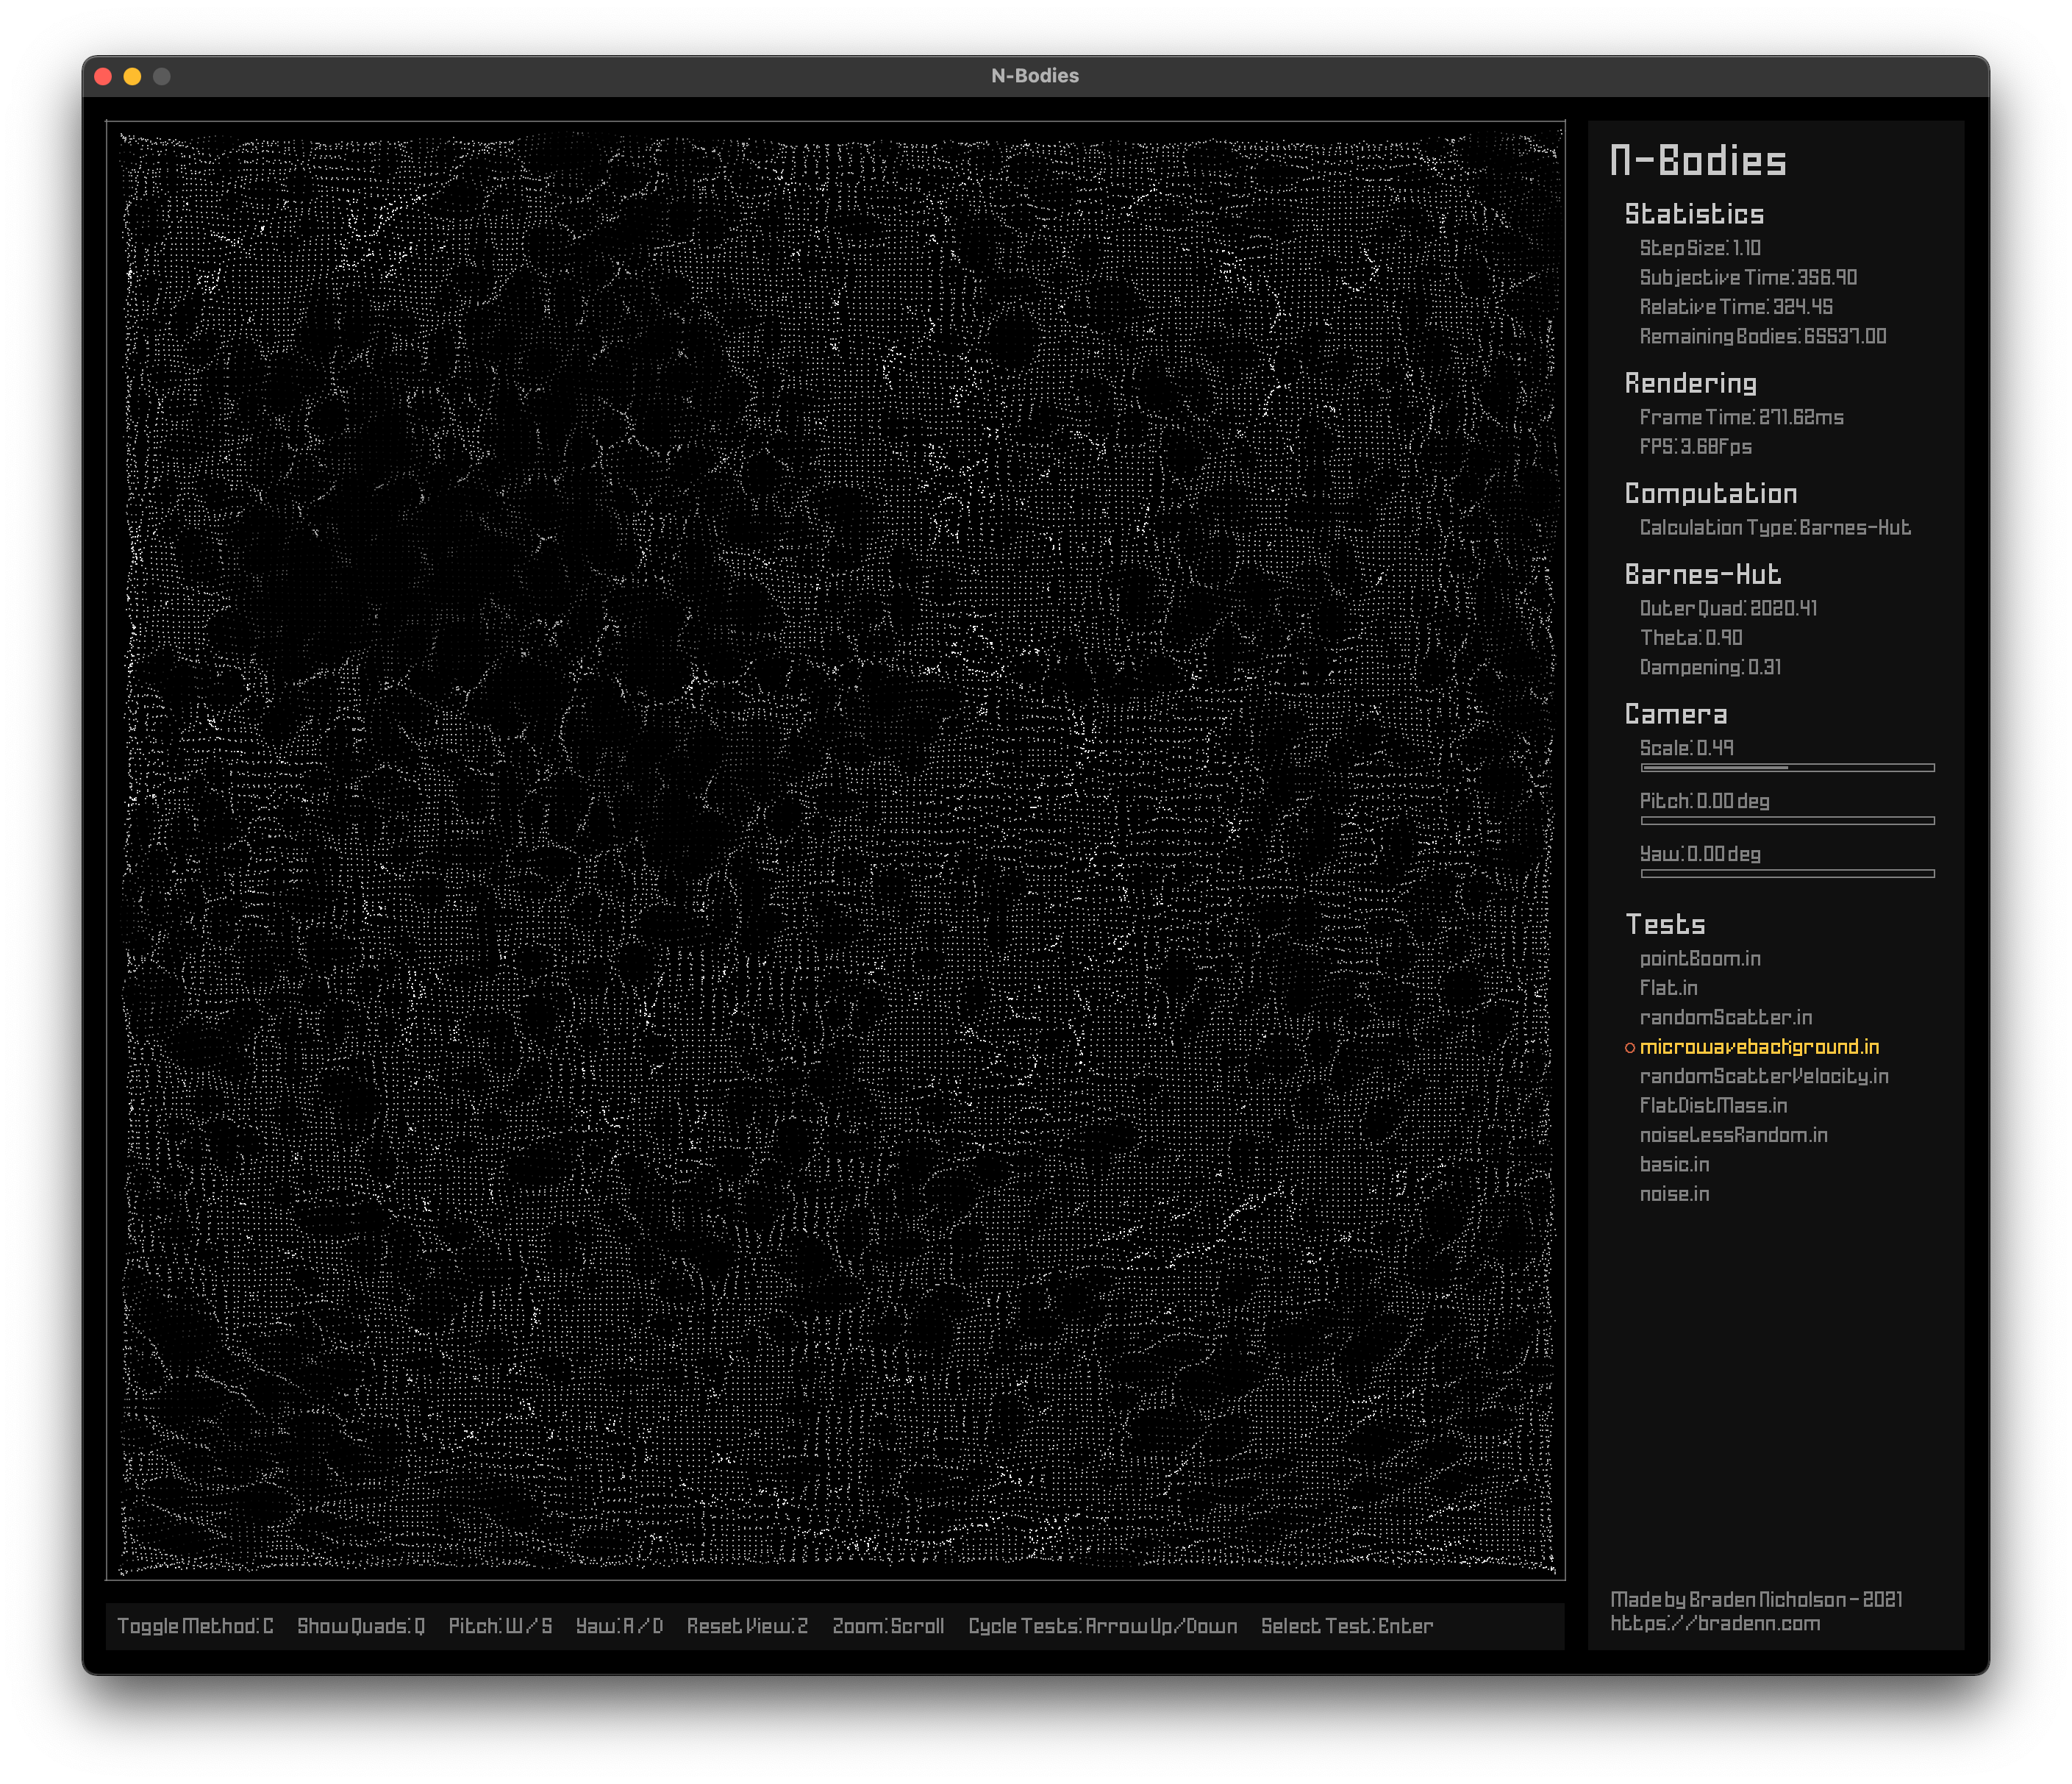 N-Bodies
N-Bodies
Statistics
Step Size: 1.10
Subjective Time: 356.90
Relative Time: 324.45
Remaining Bodies: 65537.00
Rendering
Frame Time: 271.62ms
FPS: 3.68Fps
Computation
Calculation Type: Barnes-Hut
Barnes-Hut
Outer Quad: 2020.41
Theta: 0.90
Dampening: 0.31
Camera
Scale: 0.49
Pitch: 0.00 deg
Yaw: 0.00 deg
Tests
pointBoom.in
flat.in
randomScatter.in
microwavebackground.in
randomScatterVelocity.in
flatDistMass.in
noiseLessRandom.in
basic.in
noise.in
Made by Braden Nicholson - 2021
https://bradenn.com
Toggle Method: C Show Quads: Q Pitch: W / S Yaw: A / D Reset View: Z Zoom: Scroll Cycle Tests: Arrow Up/Down Select Test: Enter